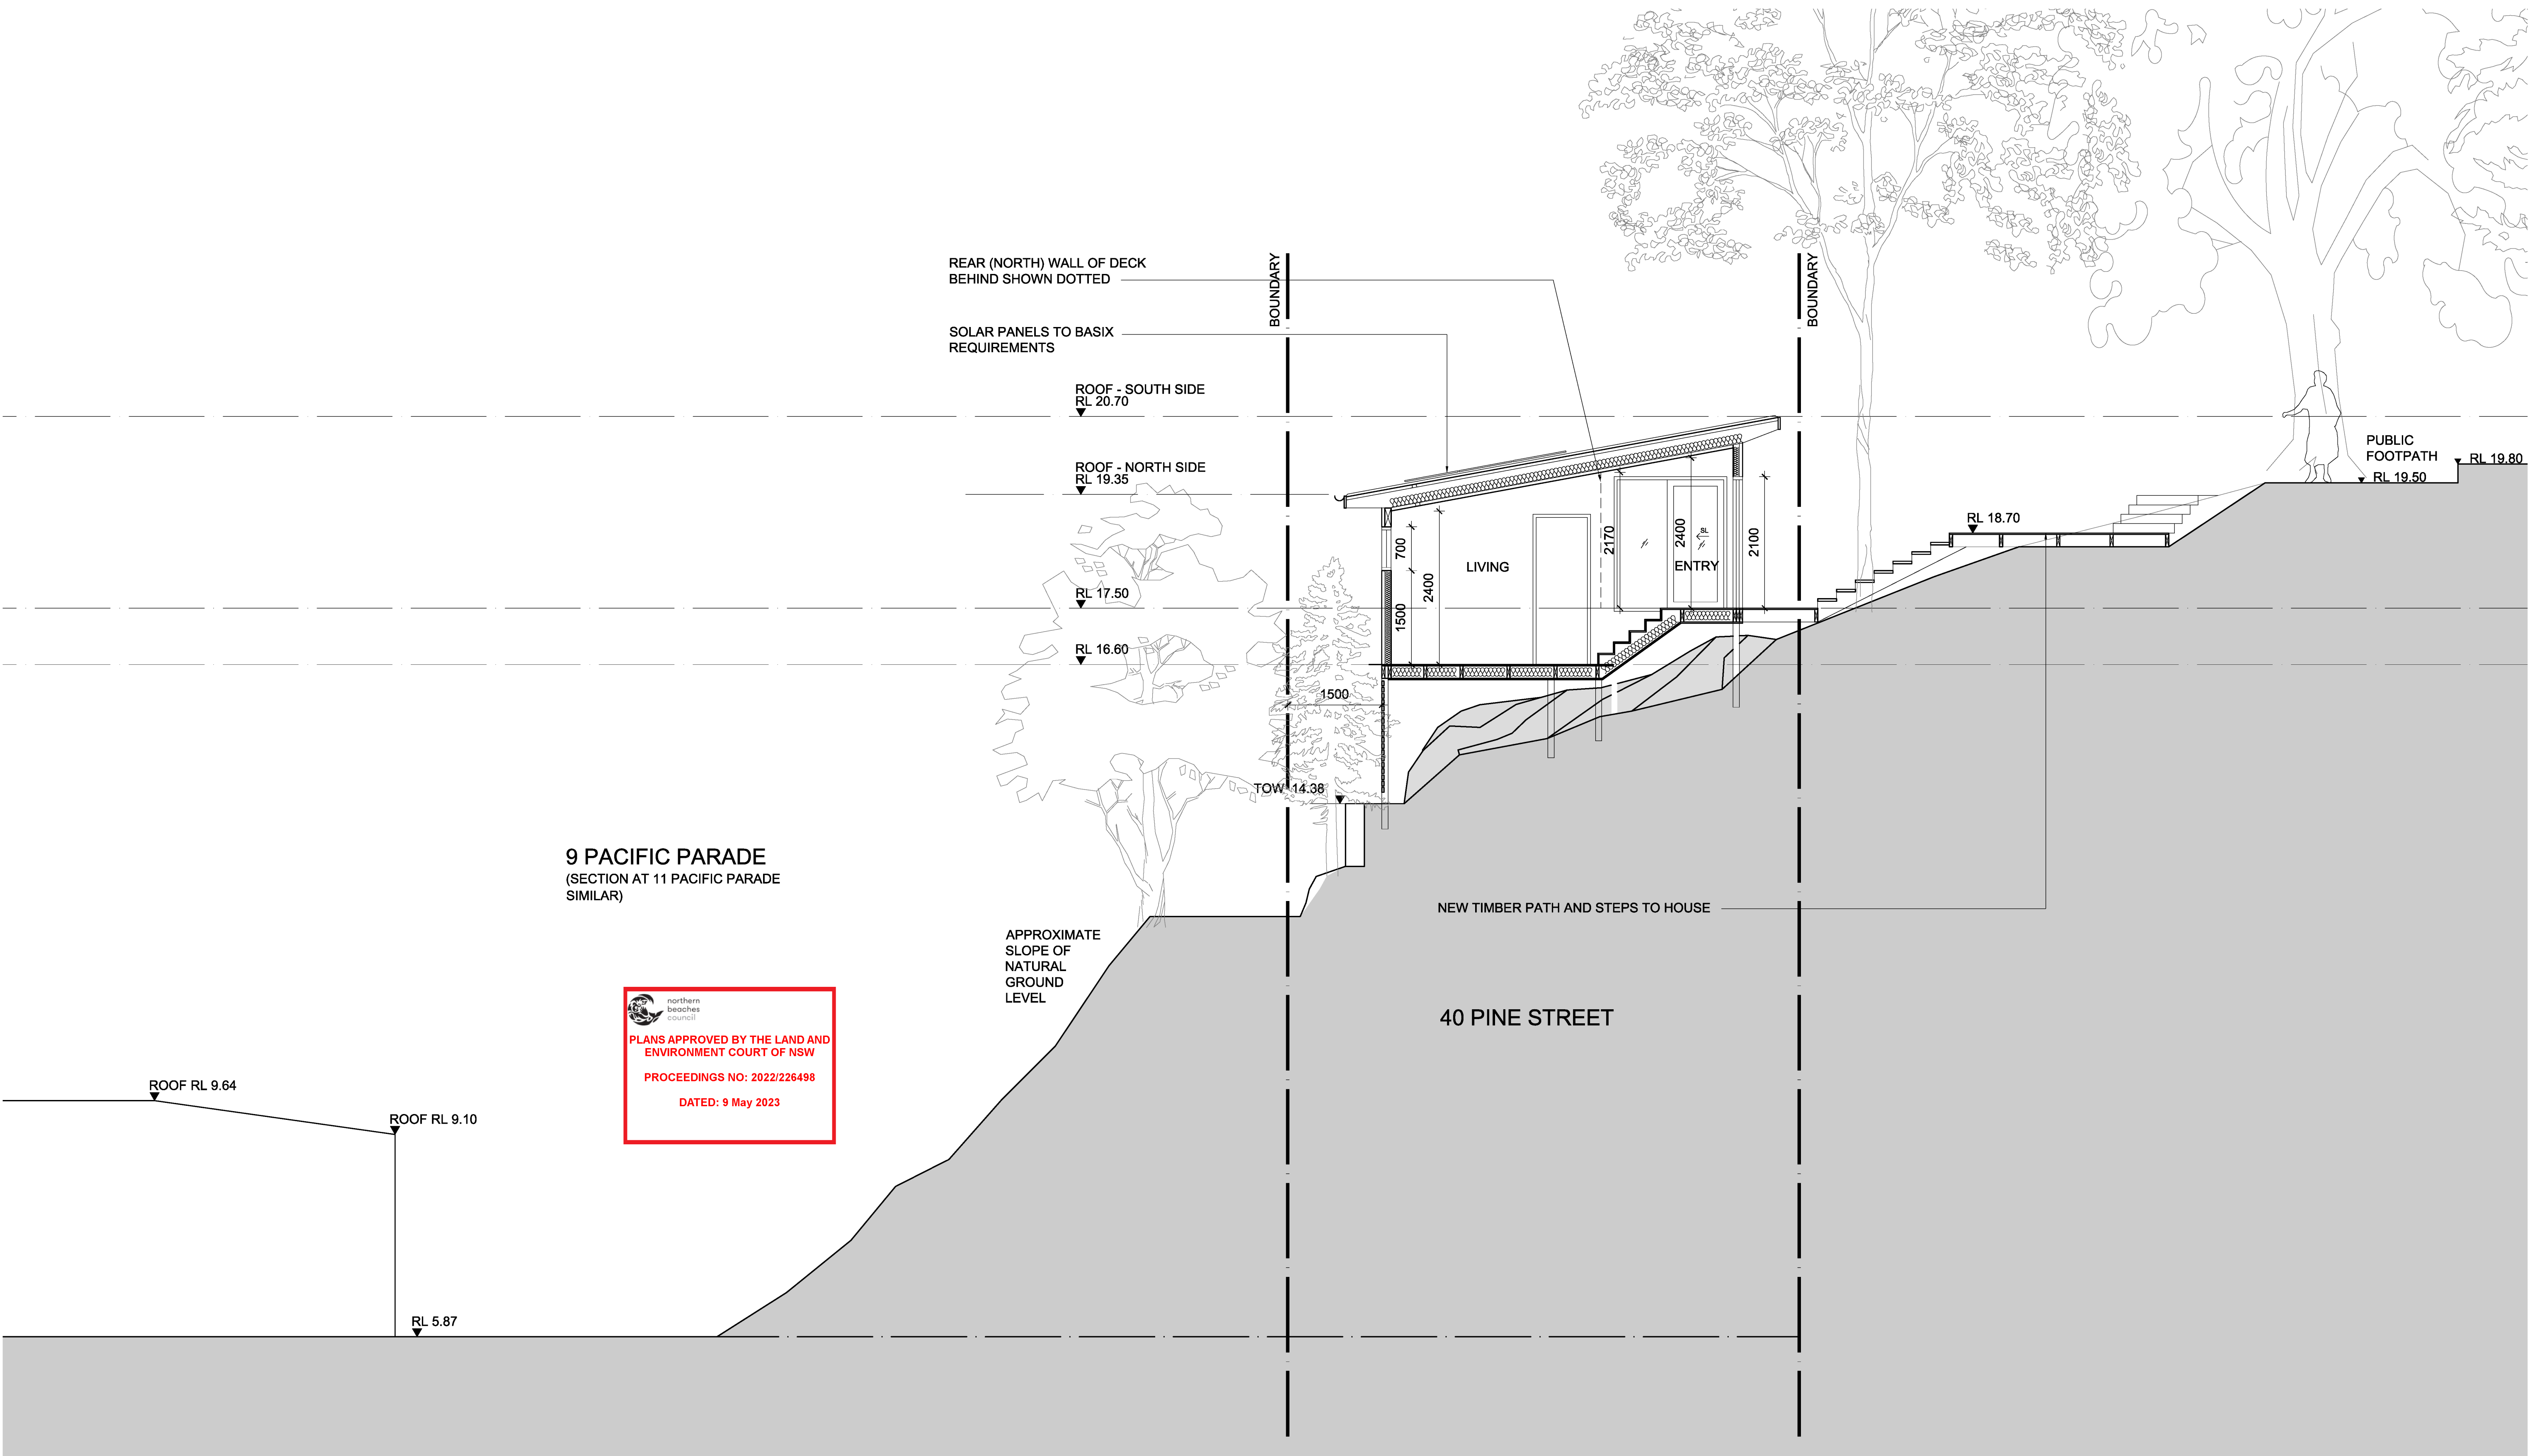 REAR (NORTH) WALL OF DECK
BEHIND SHOWN DOTTED
BOUNDARY
BOUNDARY
SOLAR PANELS TO BASIX
REQUIREMENTS
ROOF - SOUTH SIDE
RL 20.70
ROOF - NORTH SIDE
RL 19.35
PUBLIC
FOOTPATH
RL 19.80
RL 19.50
RL 18.70
700
2400
1500
LIVING
2170
2400
SL
ENTRY
2100
RL 17.50
RL 16.60
1500
TOW 14.38
9 PACIFIC PARADE
(SECTION AT 11 PACIFIC PARADE
SIMILAR)
NEW TIMBER PATH AND STEPS TO HOUSE
APPROXIMATE
SLOPE OF
NATURAL
GROUND
LEVEL
40 PINE STREET
northern
beaches
council
PLANS APPROVED BY THE LAND AND
ENVIRONMENT COURT OF NSW
PROCEEDINGS NO: 2022/226498
DATED: 9 May 2023
ROOF RL 9.64
ROOF RL 9.10
RL 5.87